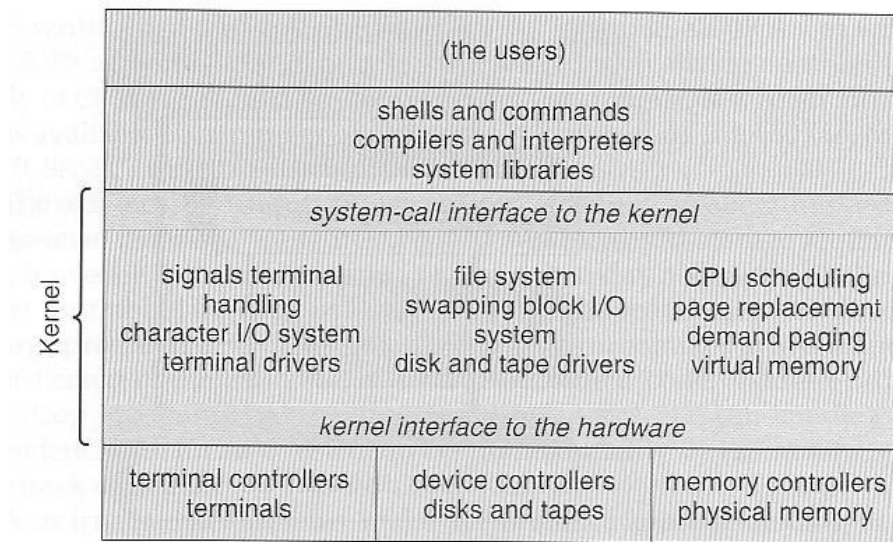 (the users)
shells and commands
compilers and interpreters
system libraries
system-call interface to the kernel
Kernel
signals terminal
handling
character I/O system
terminal drivers
file system
swapping block I/O
system
disk and tape drivers
CPU scheduling
page replacement
demand paging
virtual memory
kernel interface to the hardware
terminal controllers
terminals
device controllers
disks and tapes
memory controllers
physical memory